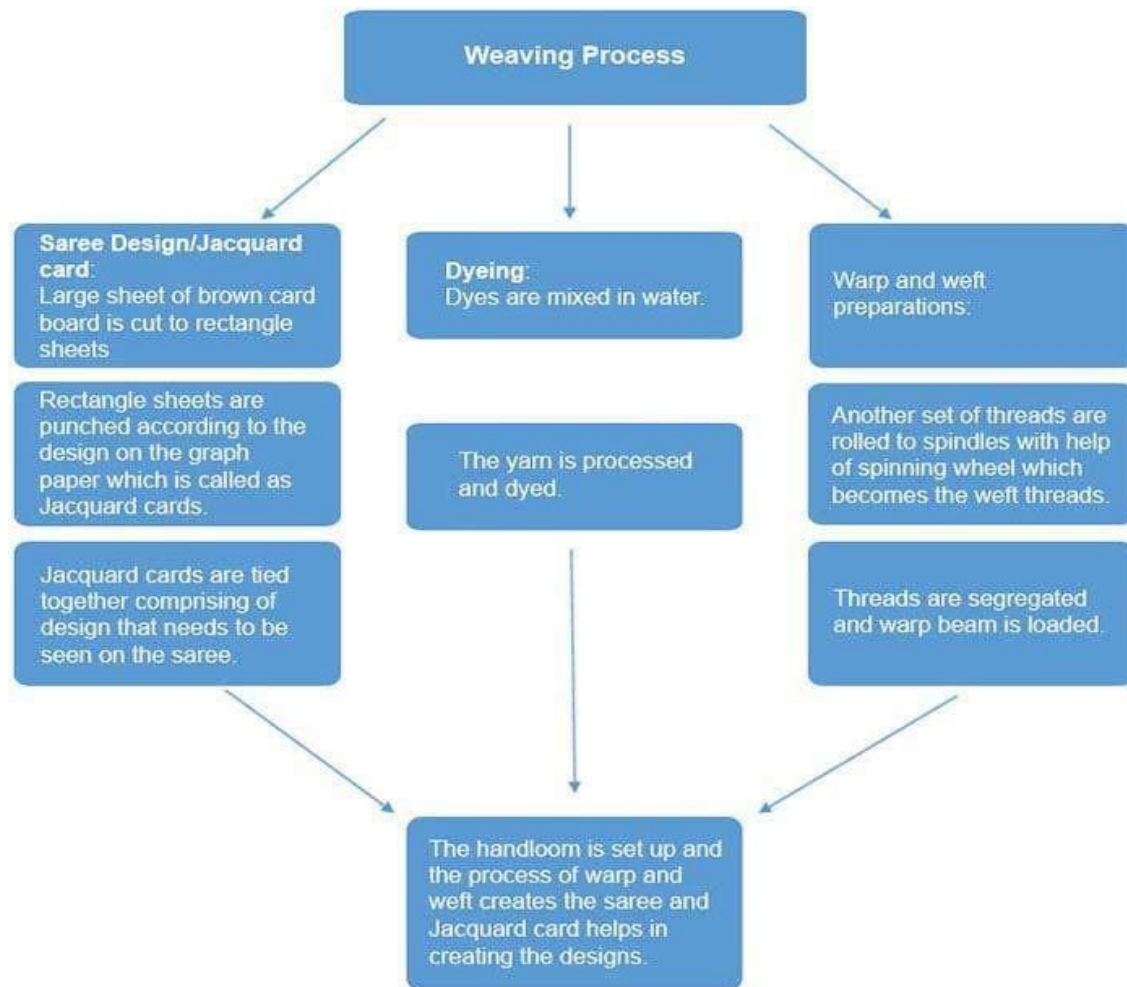 Weaving Process
Saree Design/Jacquard
card:
Large sheet of brown card
board is cut to rectangle
sheets
Rectangle sheets are
punched according to the
design on the graph
paper which is called as
Jacquard cards.
Jacquard cards are tied
together comprising of
design that needs to be
seen on the saree.
Dyeing:
Dyes are mixed in water.
The yarn is processed
and dyed.
Warp and weft
preparations:
Another set of threads are
rolled to spindles with help
of spinning wheel which
becomes the weft threads.
Threads are segregated
and warp beam is loaded.
The handloom is set up and
the process of warp and
weft creates the saree and
Jacquard card helps in
creating the designs.